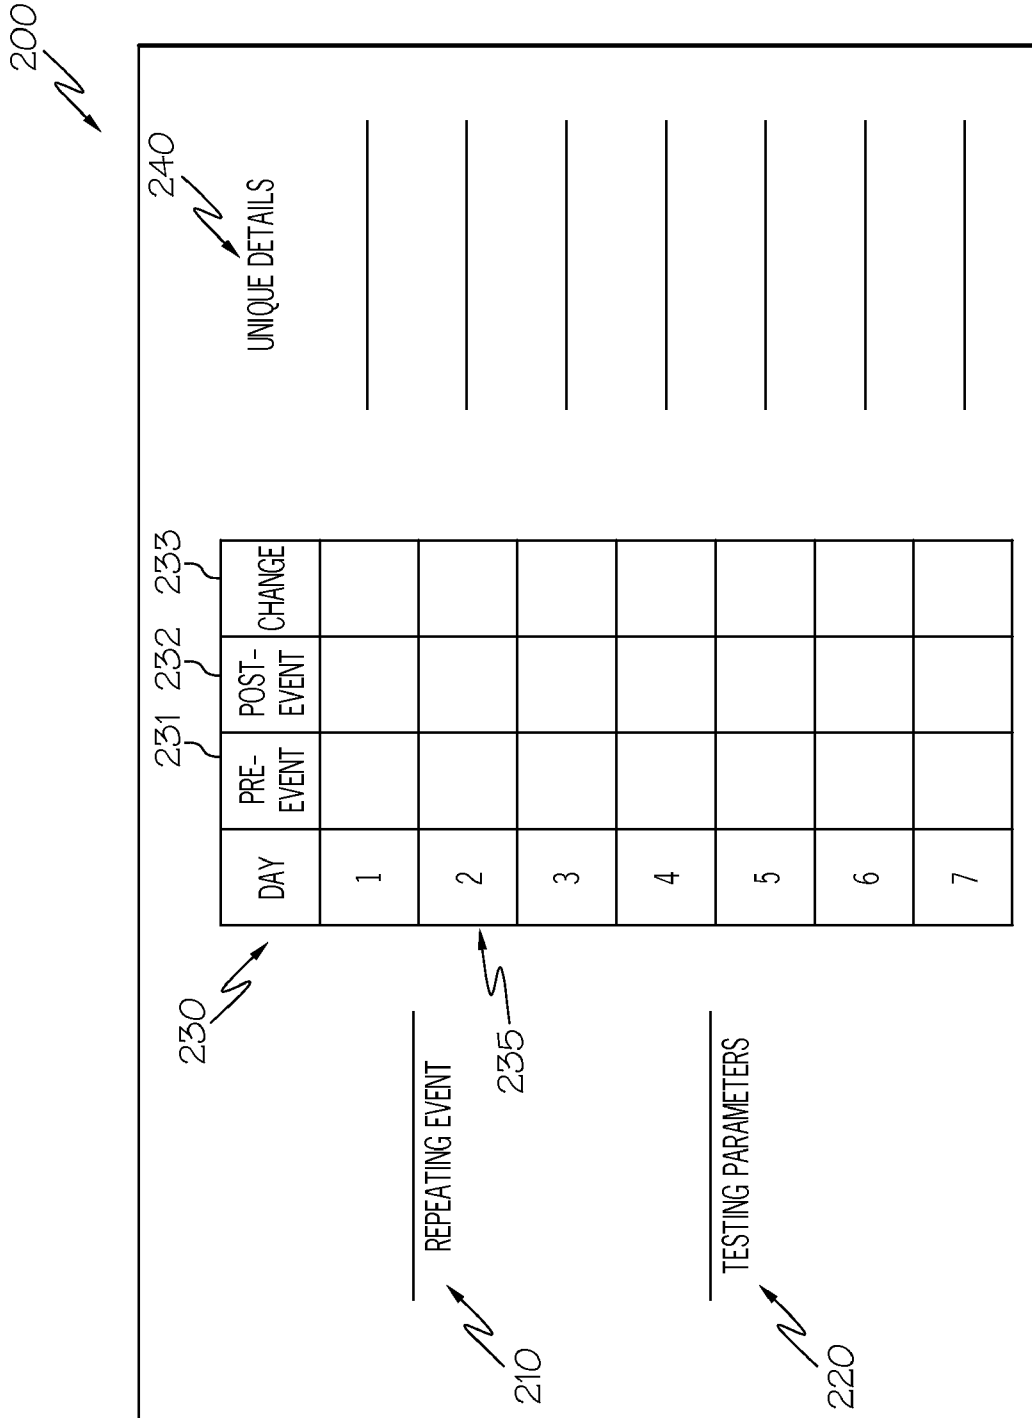 200
240
UNIQUE DETAILS
231
232
233
230
DAY
PRE-
EVENT
POST-
EVENT
CHANGE
1
2
3
4
5
6
7
235
REPEATING EVENT
210
TESTING PARAMETERS
220